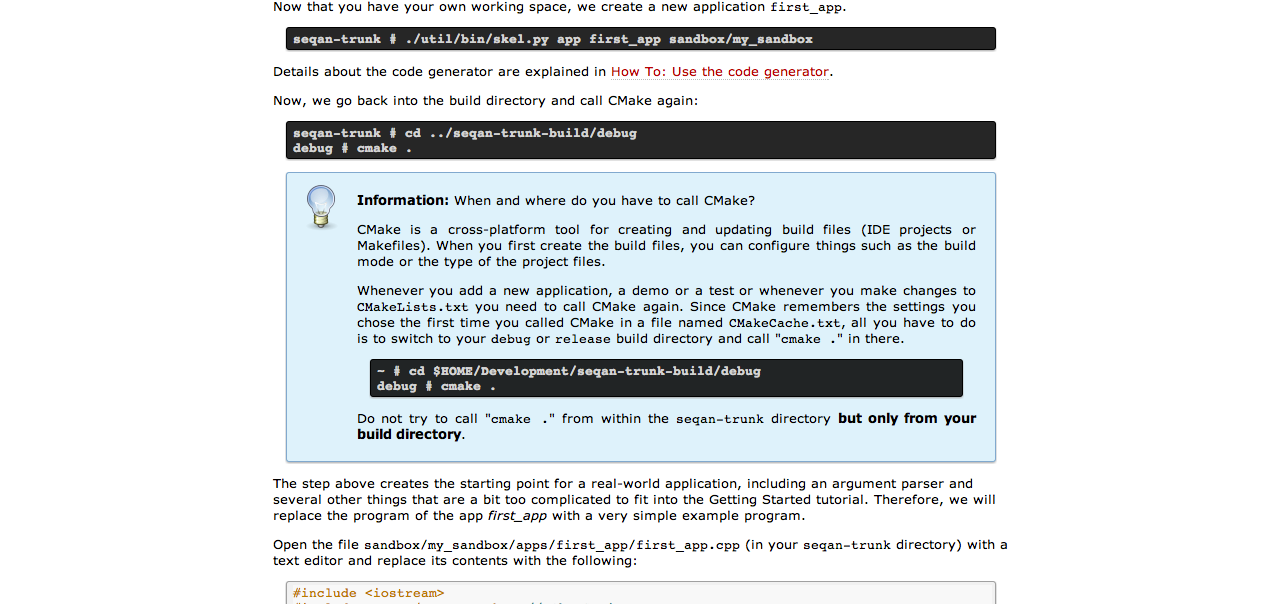 Now that you have your own working space, we create a new application first_app.
seqan-trunk # ./util/bin/skel.py app first_app sandbox/my_sandbox
Details about the code generator are explained in How To: Use the code generator.
Now, we go back into the build directory and call CMake again:
seqan-trunk # cd ../seqan-trunk-build/debug
debug # cmake .
Information: When and where do you have to call CMake?
CMake is a cross-platform tool for creating and updating build files (IDE projects or
Makefiles). When you first create the build files, you can configure things such as the build
mode or the type of the project files.
Whenever you add a new application, a demo or a test or whenever you make changes to
CMakeLists.txt you need to call CMake again. Since CMake remembers the settings you
chose the first time you called CMake in a file named CMakeCache.txt, all you have to do
is to switch to your debug or release build directory and call "cmake ." in there.
~ # cd $HOME/Development/seqan-trunk-build/debug
debug # cmake .
Do not try to call "cmake ." from within the seqan-trunk directory but only from your
build directory.
The step above creates the starting point for a real-world application, including an argument parser and
several other things that are a bit too complicated to fit into the Getting Started tutorial. Therefore, we will
replace the program of the app first_app with a very simple example program.
Open the file sandbox/my_sandbox/apps/first_app/first_app.cpp (in your seqan-trunk directory) with a
text editor and replace its contents with the following:
#include <iostream>